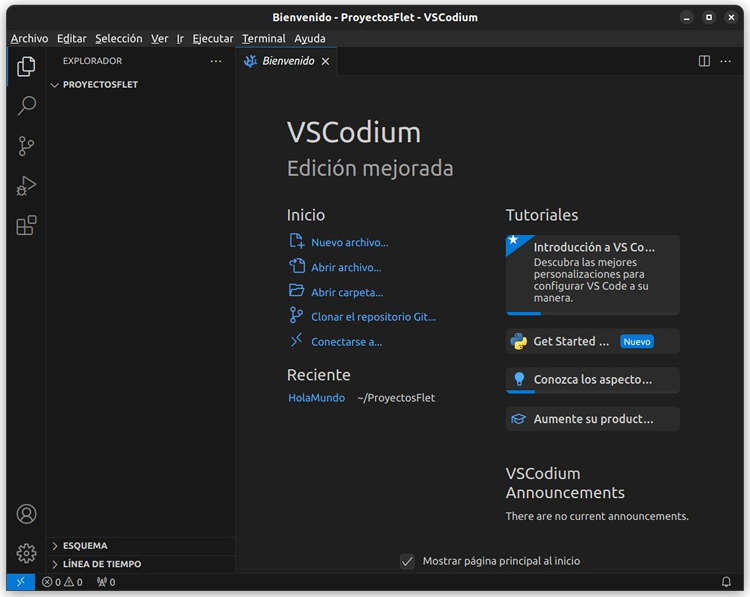 Bienvenido - ProyectosFlet - VSCodium
Archivo Editar Selección Ver Ir Ejecutar Terminal Ayuda
EXPLORADOR
PROYECTOSFLET
ESQUEMA
LÍNEA DE TIEMPO
Bienvenido
VSCodium
Edición mejorada
Inicio
Nuevo archivo...
Abrir archivo...
Abrir carpeta...
Clonar el repositorio Git...
Conectarse a...
Reciente
HolaMundo ~/ProyectosFlet
Tutoriales
Introducción a VS Co...
Descubra las mejores
personalizaciones para
configurar VS Code a su
manera.
Get Started ... Nuevo
Conozca los aspecto...
Aumente su product...
VSCodium
Announcements
There are no current announcements.
Mostrar página principal al inicio
0 0 0